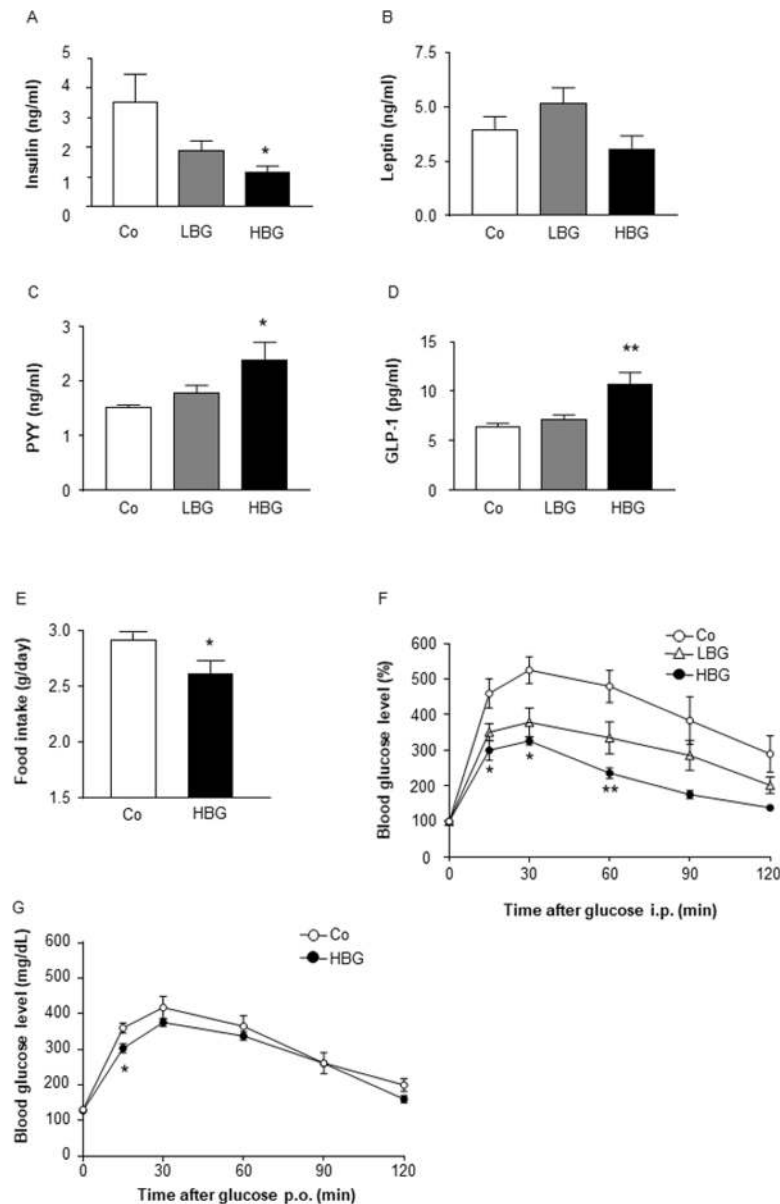 A
Insulin (ng/ml)
5
4
3
2
1
0
*
Co LBG HBG
B
Leptin (ng/ml)
7.5
5.0
2.5
0.0
Co LBG HBG
C
PYY (ng/ml)
3
2
1
0
*
Co LBG HBG
D
GLP-1 (pg/ml)
15
10
5
0
**
Co LBG HBG
E
Food intake (g/day)
3.0
2.5
2.0
1.5
*
Co HBG
F
Blood glucose level (%)
600
500
400
300
200
100
0
Co
LBG
HBG
* * **
0 30 60 90 120
Time after glucose i.p. (min)
G
Blood glucose level (mg/dL)
600
500
400
300
200
100
0
Co
HBG
*
0 30 60 90 120
Time after glucose p.o. (min)